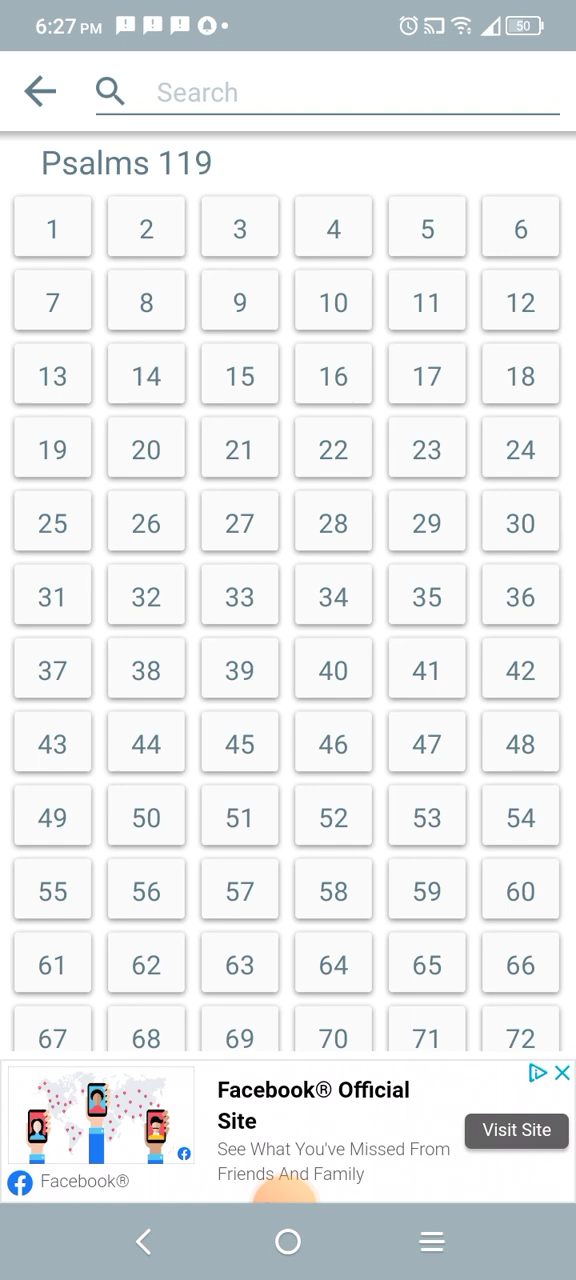 6:27 PM
50
Search
Psalms 119
1 2 3 4 5 6
7 8 9 10 11 12
13 14 15 16 17 18
19 20 21 22 23 24
25 26 27 28 29 30
31 32 33 34 35 36
37 38 39 40 41 42
43 44 45 46 47 48
49 50 51 52 53 54
55 56 57 58 59 60
61 62 63 64 65 66
67 68 69 70 71 72
Facebook® Official
Site
See What You've Missed From
Friends And Family
Visit Site
Facebook®